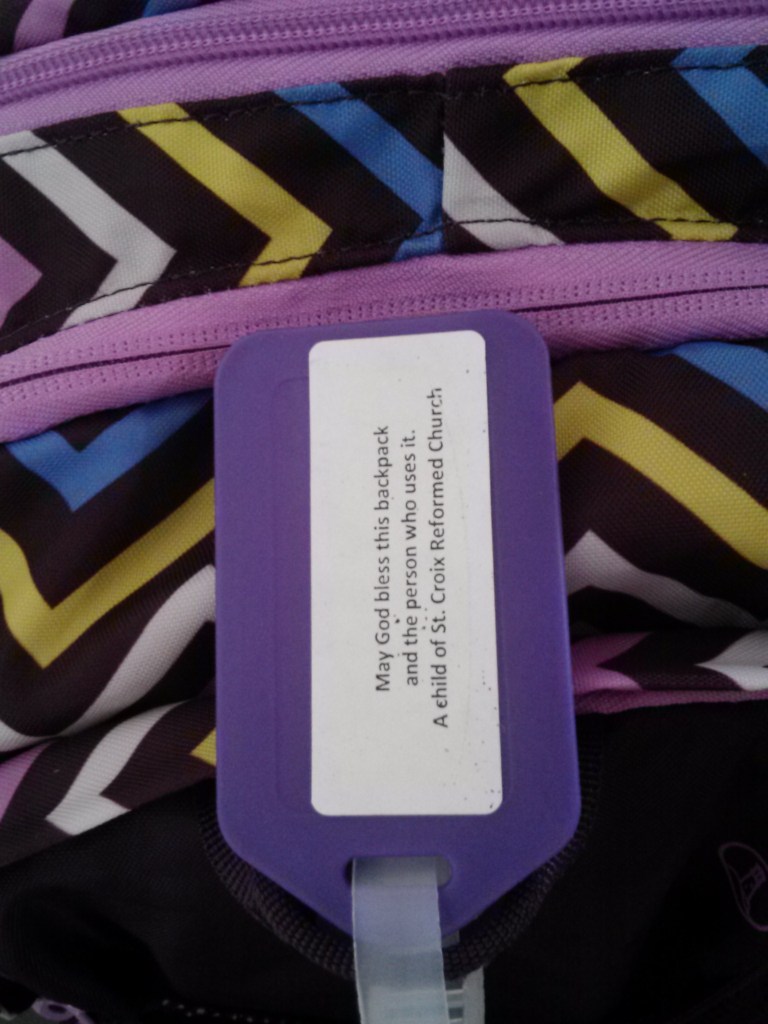 May God bless this backpack
and the person who uses it.
A child of St. Croix Reformed Church